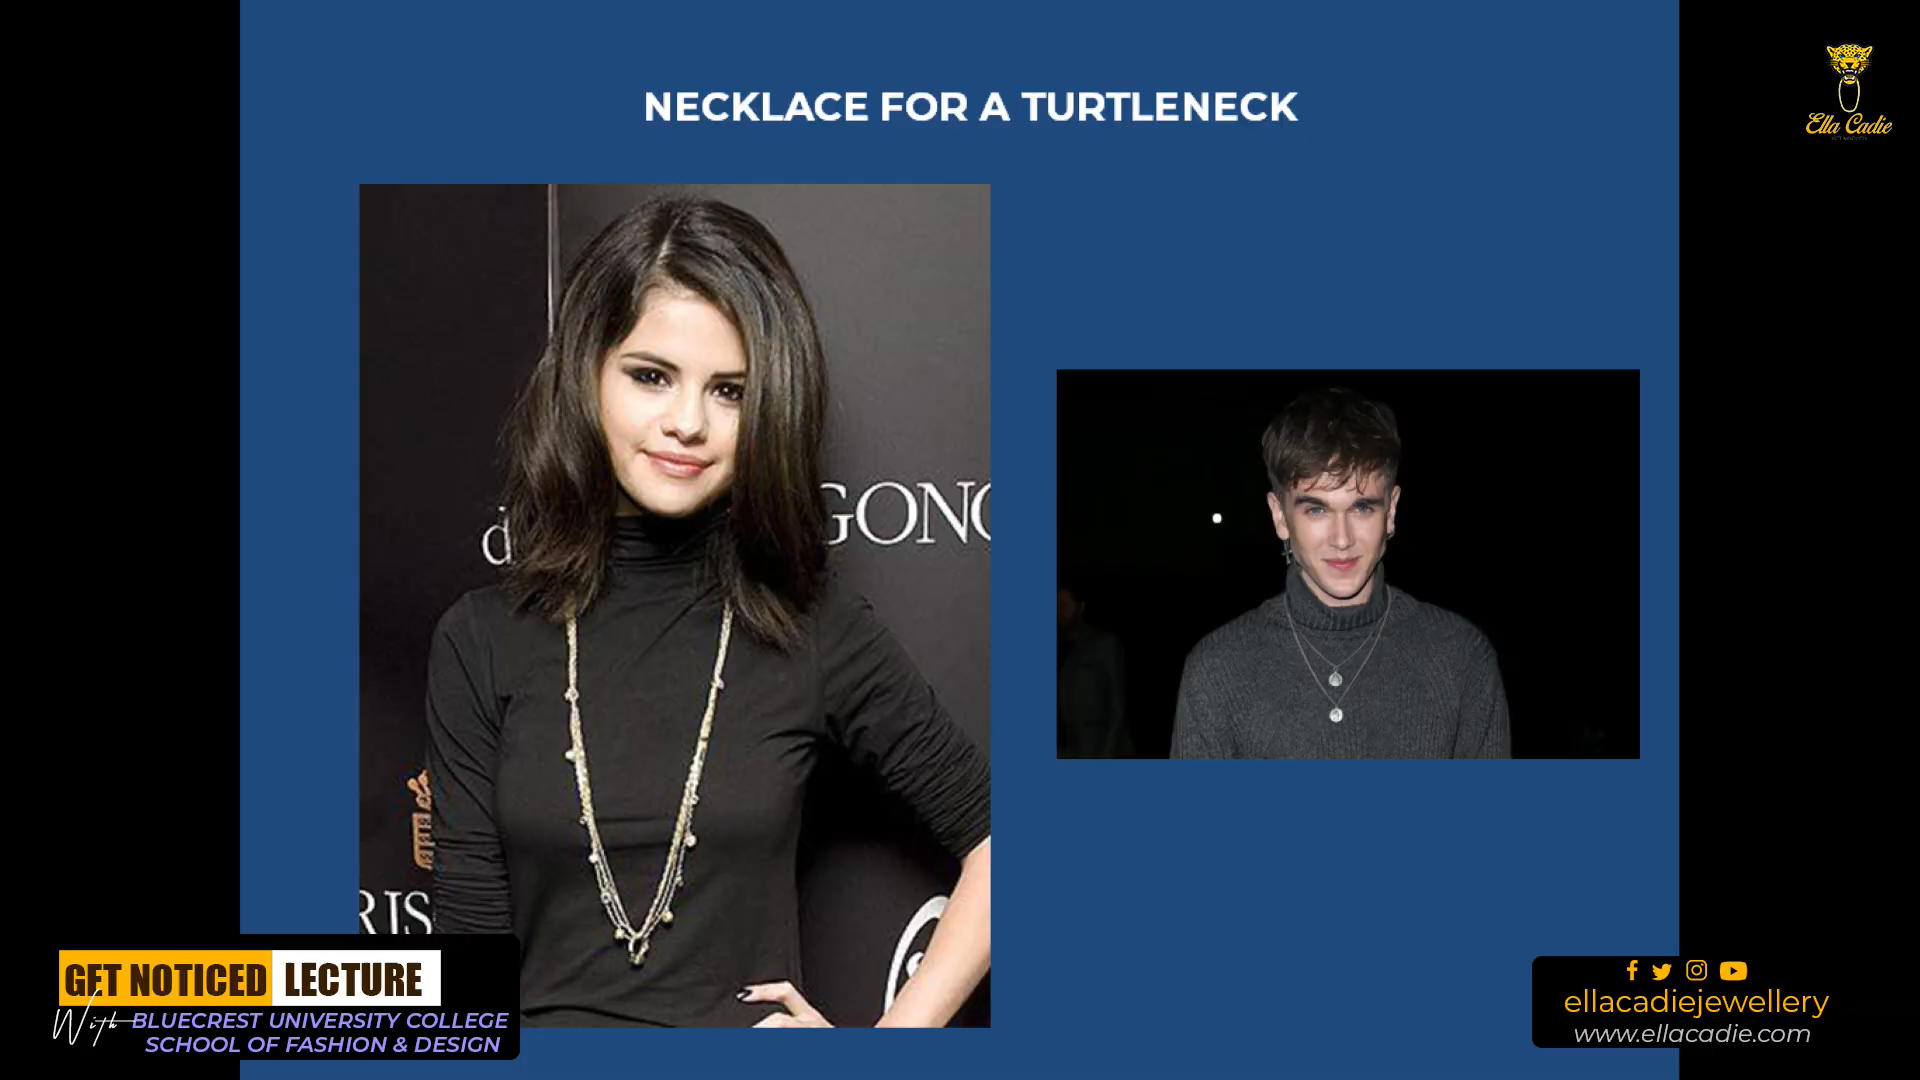 NECKLACE FOR A TURTLENECK
Ella Cadie
d
GONC
RIS
GET NOTICED LECTURE
With BLUECREST UNIVERSITY COLLEGE
SCHOOL OF FASHION & DESIGN
ellacadiejewellery
www.ellacadie.com